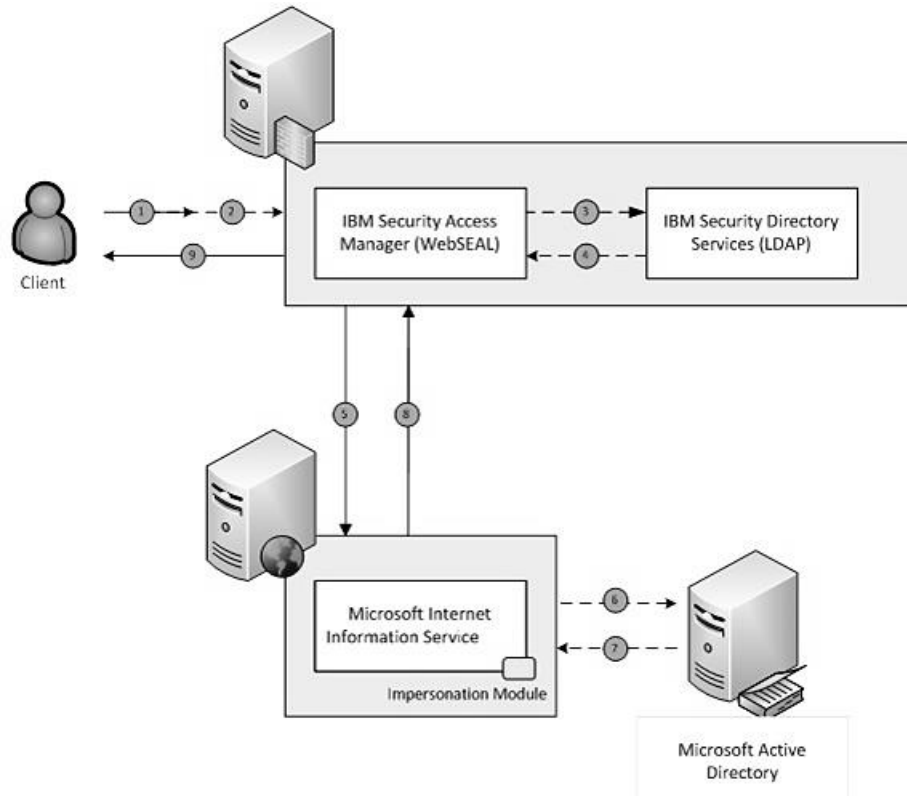 IBM Security Access
Manager (WebSEAL)
IBM Security Directory
Services (LDAP)
1
2
3
4
9
Client
5
8
Microsoft Internet
Information Service
Impersonation Module
6
7
Microsoft Active
Directory